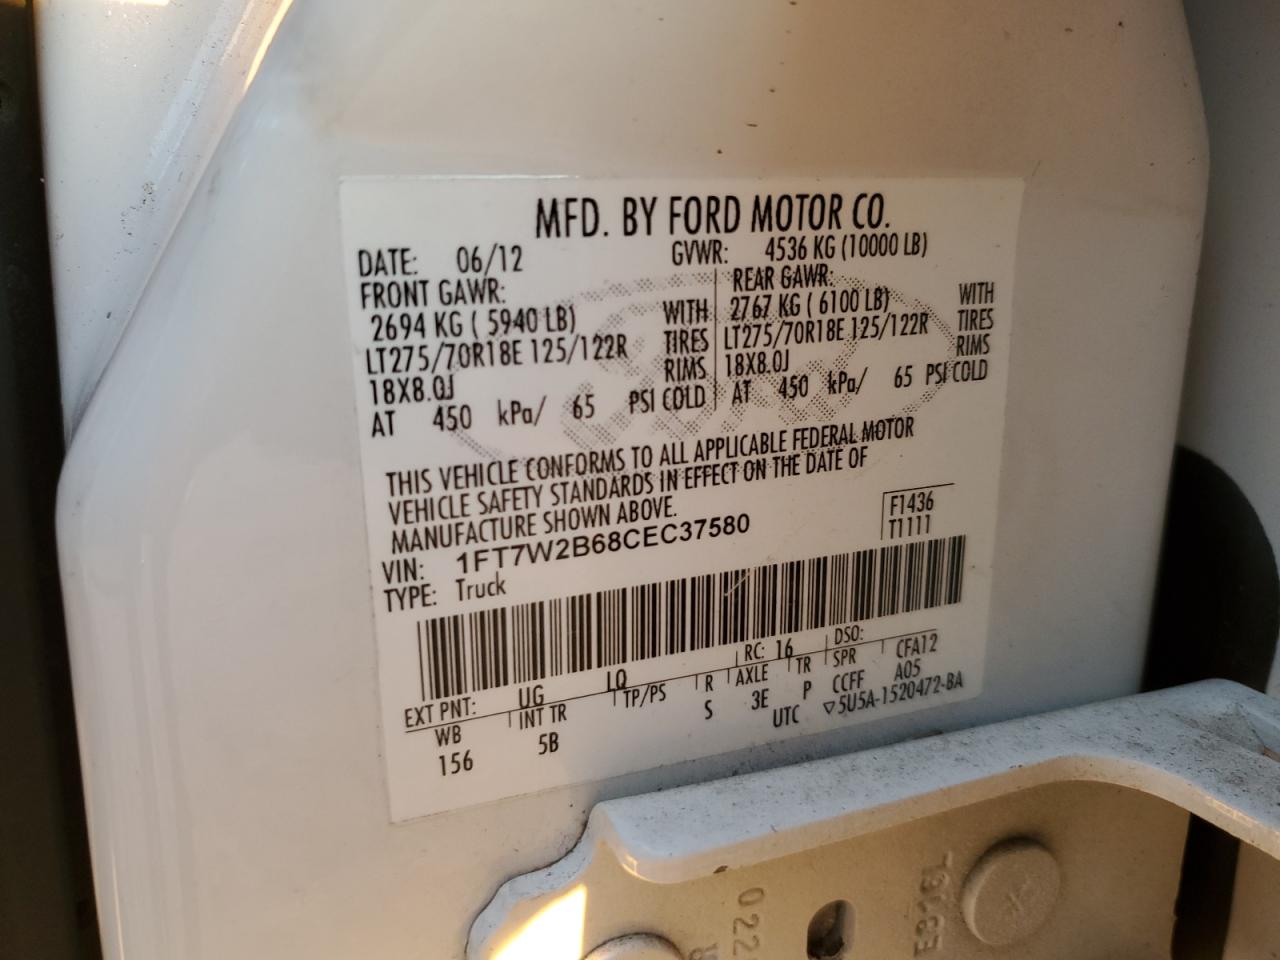 MFD. BY FORD MOTOR CO.
DATE: 06/12 GVWR: 4536 KG (10000 LB)
FRONT GAWR: REAR GAWR:
2694 KG ( 5940 LB) WITH 2767 KG ( 6100 LB) WITH
LT275/70R18E 125/122R TIRES LT275/70R18E 125/122R TIRES
18X8.0J RIMS 18X8.0J RIMS
AT 450 kPa/ 65 PSI COLD AT 450 kPa/ 65 PSI COLD
THIS VEHICLE CONFORMS TO ALL APPLICABLE FEDERAL MOTOR
VEHICLE SAFETY STANDARDS IN EFFECT ON THE DATE OF
MANUFACTURE SHOWN ABOVE.
VIN: 1FT7W2B68CEC37580 F1436
TYPE: Truck T1111
EXT PNT: UG LQ RC: 16 DSO:
WB INT TR TP/PS R AXLE TR SPR CFA12
156 5B S 3E P CCFF A05
UTC ▽5U5A-1520472-BA
022